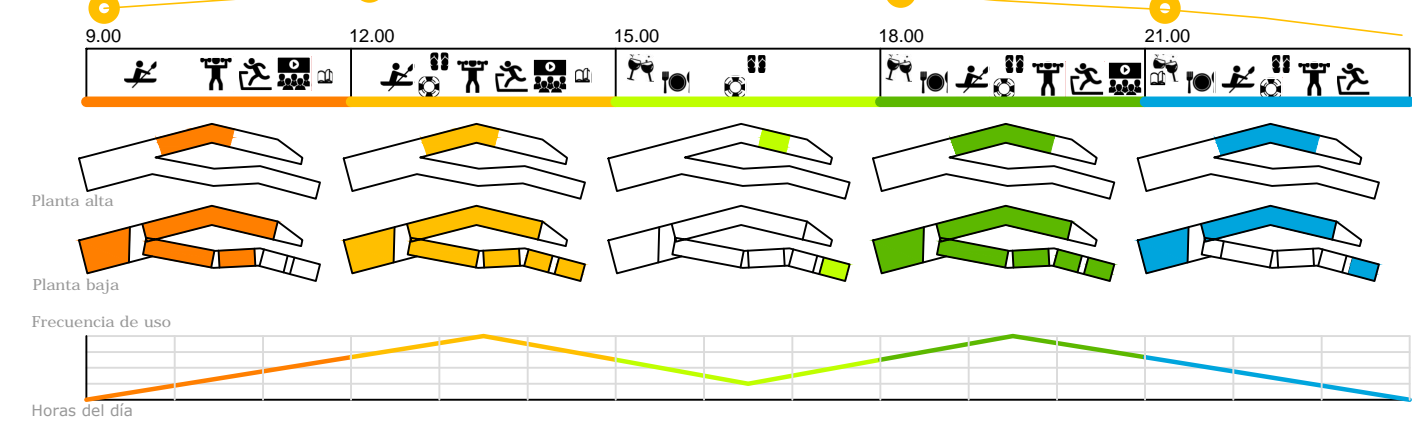 9.00 12.00 15.00 18.00 21.00
Planta alta
Planta baja
Frecuencia de uso
Horas del día